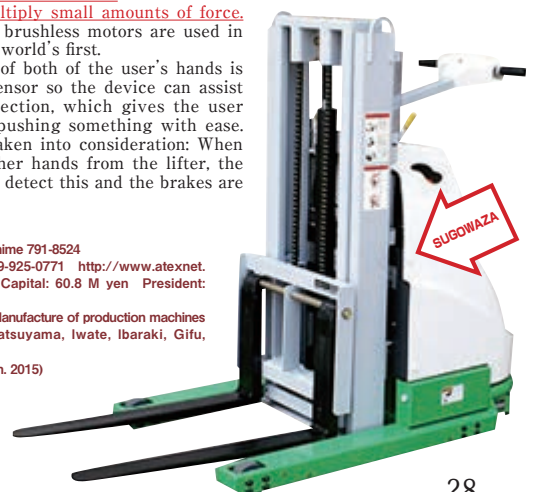 ultiply small amounts of force.
brushless motors are used in
world's first.
of both of the user's hands is
ensor so the device can assist
ection, which gives the user
pushing something with ease.
aken into consideration: When
her hands from the lifter, the
detect this and the brakes are
ime 791-8524
9-925-0771 http://www.atexnet.
Capital: 60.8 M yen President:
Manufacture of production machines
atsuyama, Iwate, Ibaraki, Gifu,
n. 2015)
SUGOWAZA
28